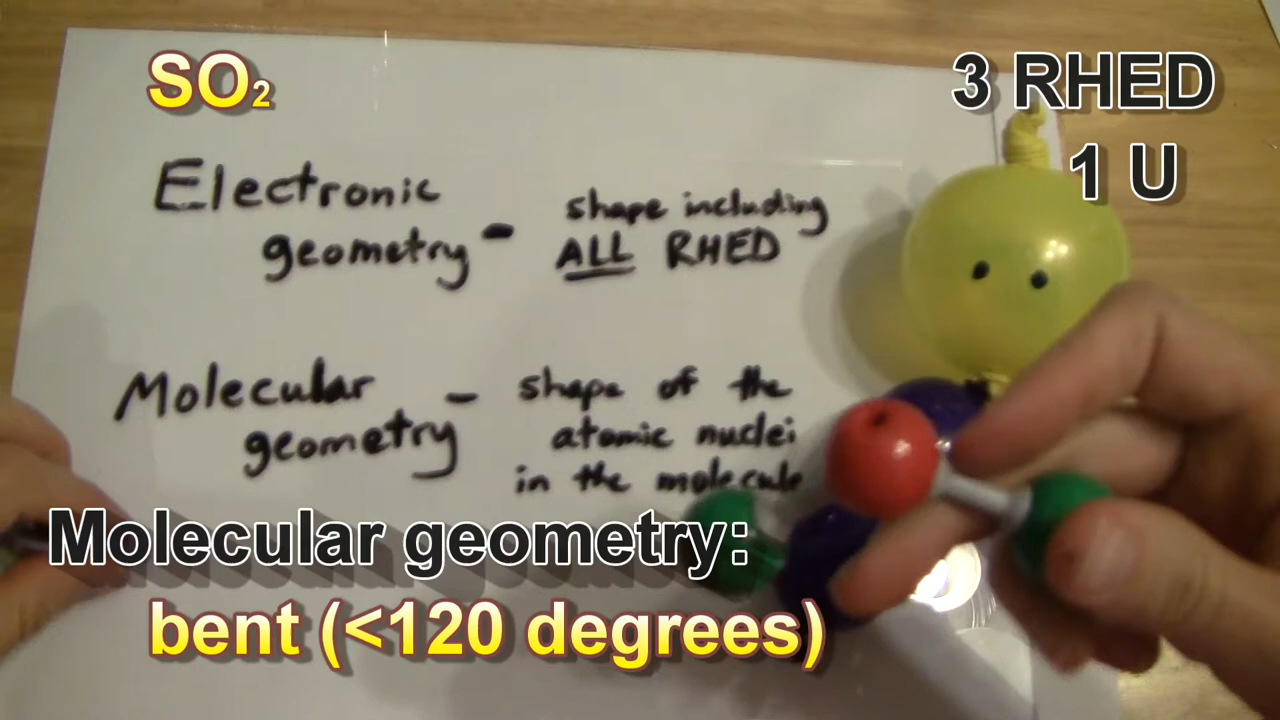 SO₂
3 RHED
1 U
Electronic
geometry -
shape including
ALL RHED
Molecular
geometry -
shape of the
atomic nuclei
in the molecule
Molecular geometry:
bent (<120 degrees)